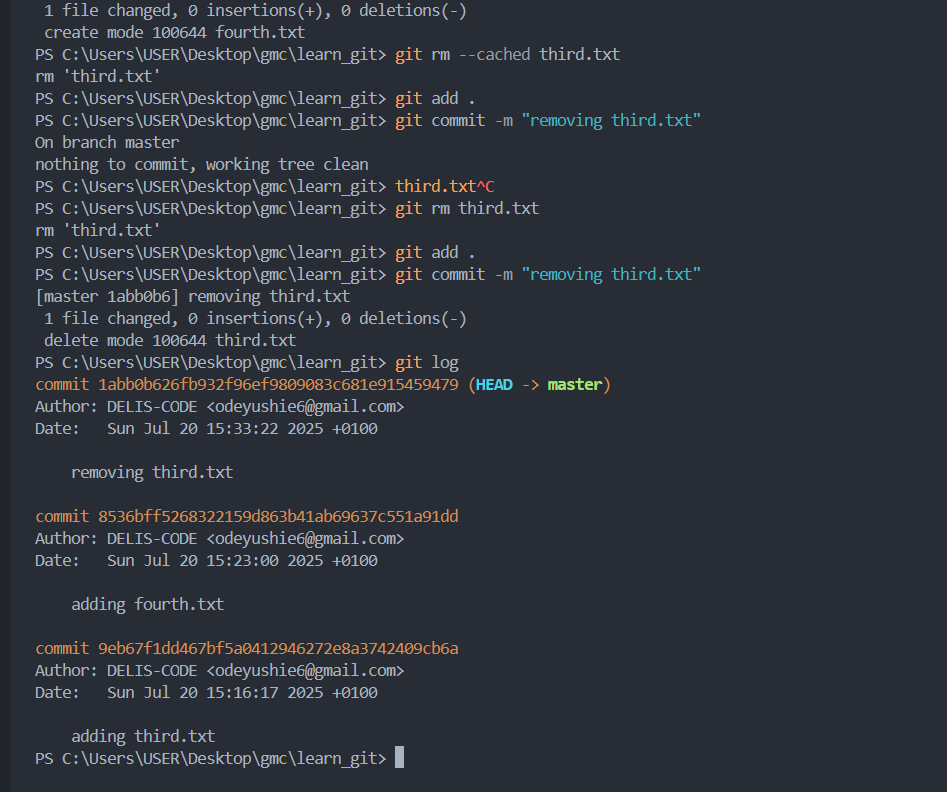 1 file changed, 0 insertions(+), 0 deletions(-)
create mode 100644 fourth.txt
PS C:\Users\USER\Desktop\gmc\learn_git> git rm --cached third.txt
rm 'third.txt'
PS C:\Users\USER\Desktop\gmc\learn_git> git add .
PS C:\Users\USER\Desktop\gmc\learn_git> git commit -m "removing third.txt"
On branch master
nothing to commit, working tree clean
PS C:\Users\USER\Desktop\gmc\learn_git> third.txt^C
PS C:\Users\USER\Desktop\gmc\learn_git> git rm third.txt
rm 'third.txt'
PS C:\Users\USER\Desktop\gmc\learn_git> git add .
PS C:\Users\USER\Desktop\gmc\learn_git> git commit -m "removing third.txt"
[master 1abb0b6] removing third.txt
1 file changed, 0 insertions(+), 0 deletions(-)
delete mode 100644 third.txt
PS C:\Users\USER\Desktop\gmc\learn_git> git log
commit 1abb0b626fb932f96ef9809083c681e915459479 (HEAD -> master)
Author: DELIS-CODE <odeyushie6@gmail.com>
Date:   Sun Jul 20 15:33:22 2025 +0100
removing third.txt
commit 8536bff5268322159d863b41ab69637c551a91dd
Author: DELIS-CODE <odeyushie6@gmail.com>
Date:   Sun Jul 20 15:23:00 2025 +0100
adding fourth.txt
commit 9eb67f1dd467bf5a0412946272e8a3742409cb6a
Author: DELIS-CODE <odeyushie6@gmail.com>
Date:   Sun Jul 20 15:16:17 2025 +0100
adding third.txt
PS C:\Users\USER\Desktop\gmc\learn_git>